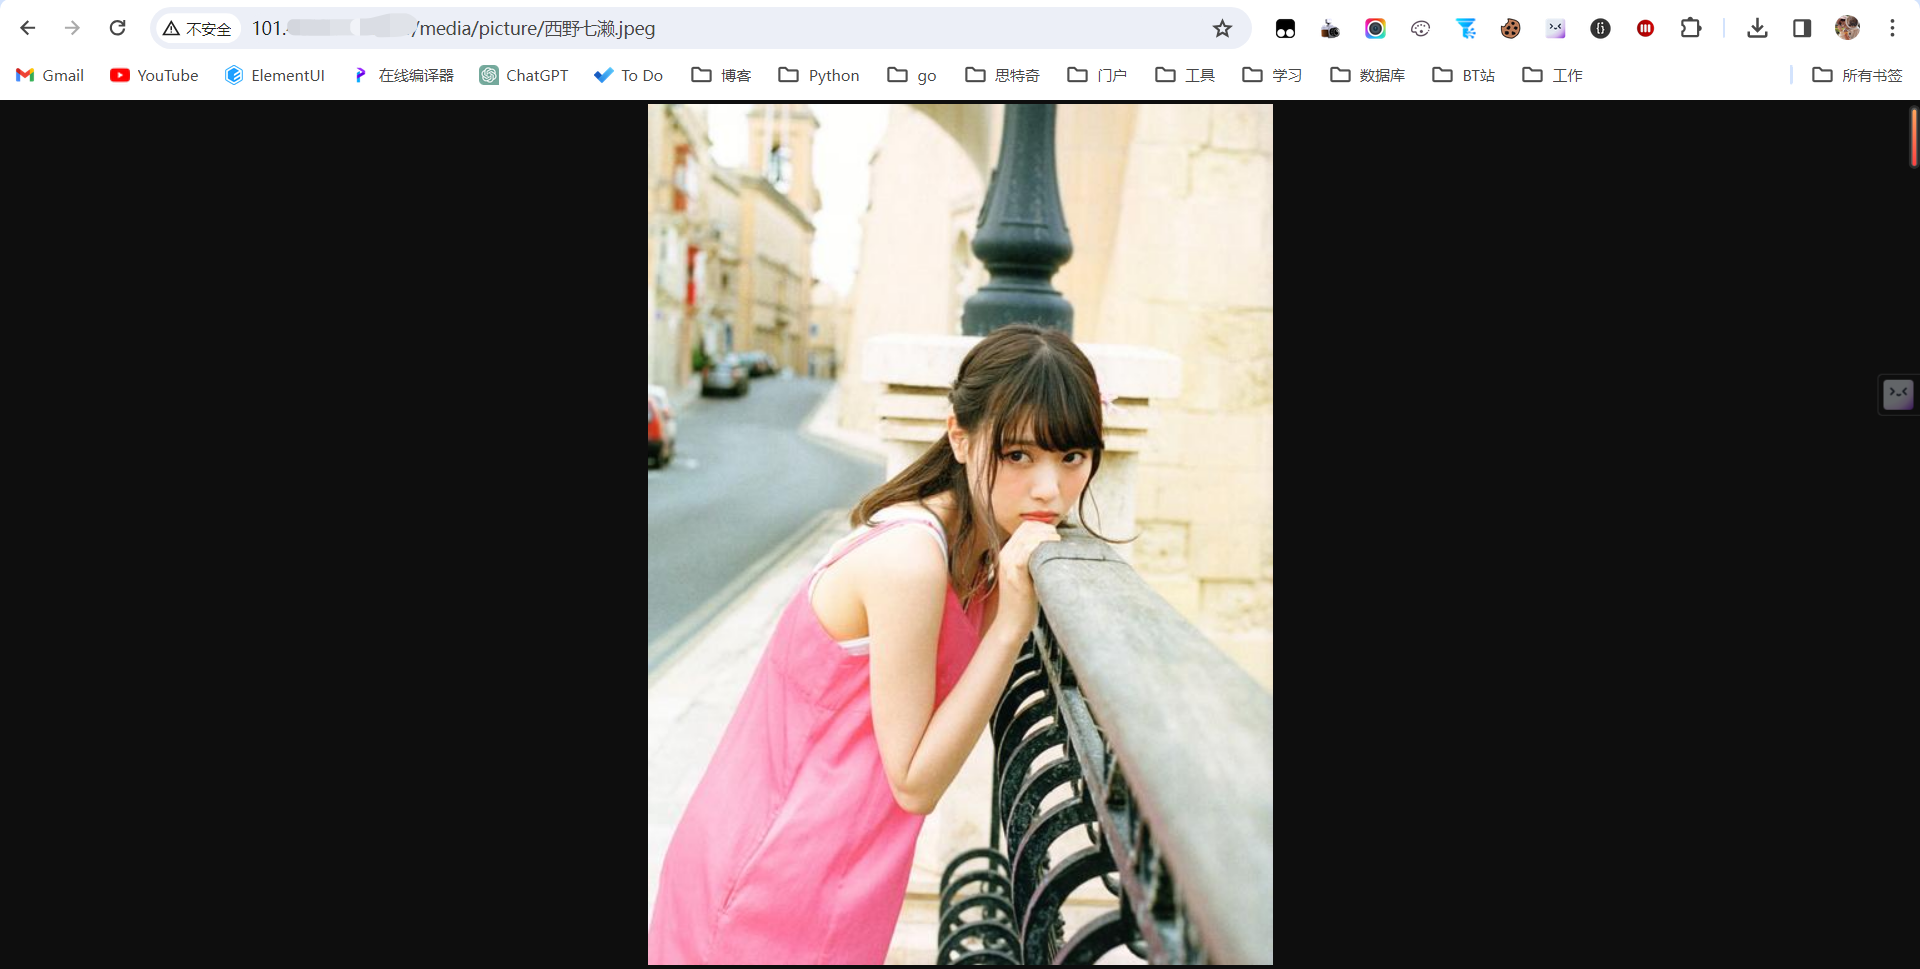 不安全 101. /media/picture/西野七濑.jpeg
Gmail YouTube ElementUI 在线编译器 ChatGPT To Do 博客 Python go 思特奇 门户 工具 学习 数据库 BT站 工作 所有书签